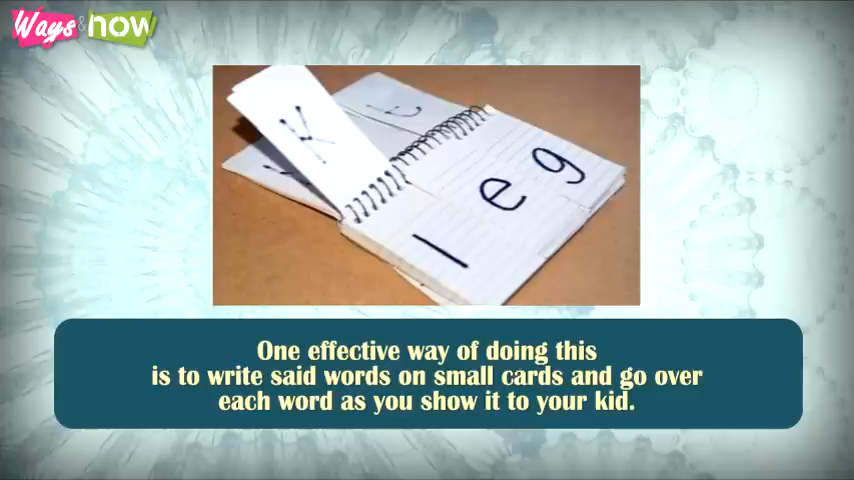 Ways & now
K t
l e g
One effective way of doing this
is to write said words on small cards and go over
each word as you show it to your kid.